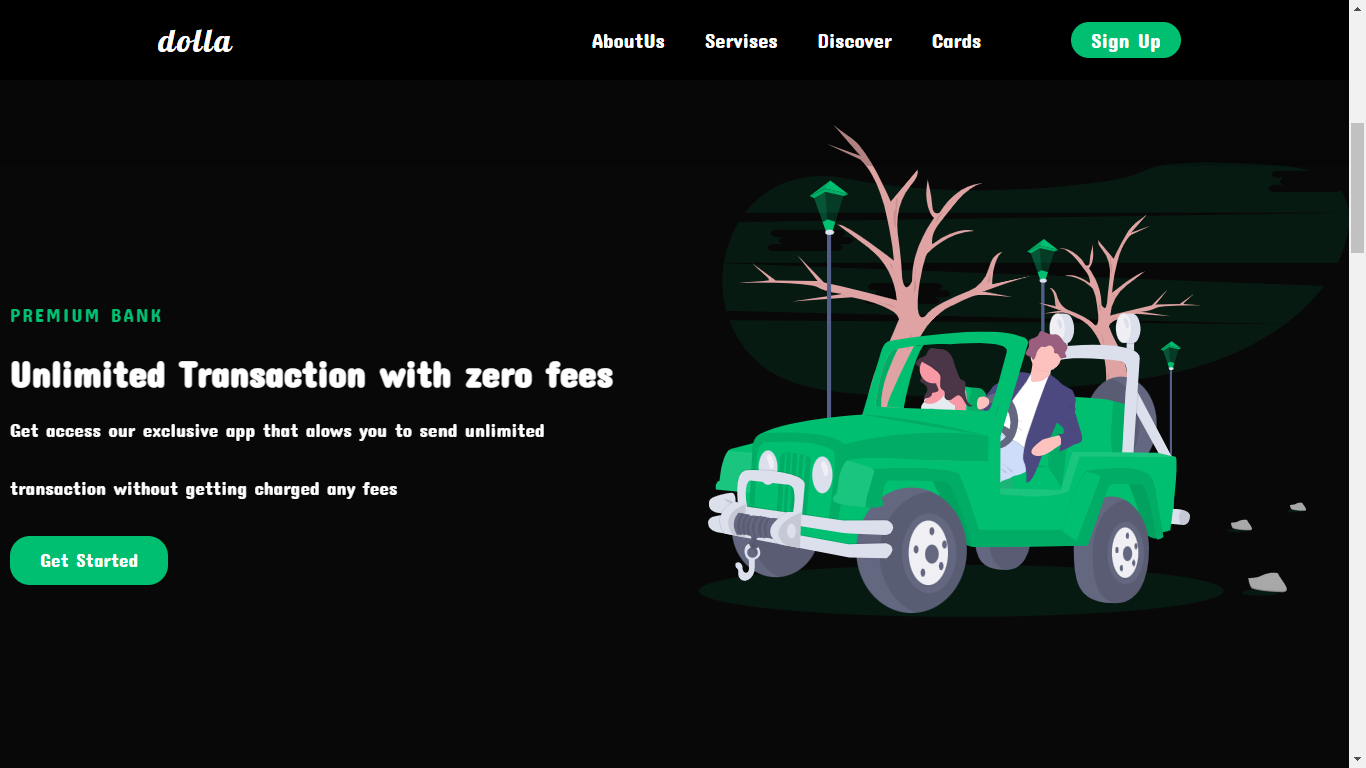 dolla
AboutUs Servises Discover Cards Sign Up
PREMIUM BANK
Unlimited Transaction with zero fees
Get access our exclusive app that alows you to send unlimited
transaction without getting charged any fees
Get Started